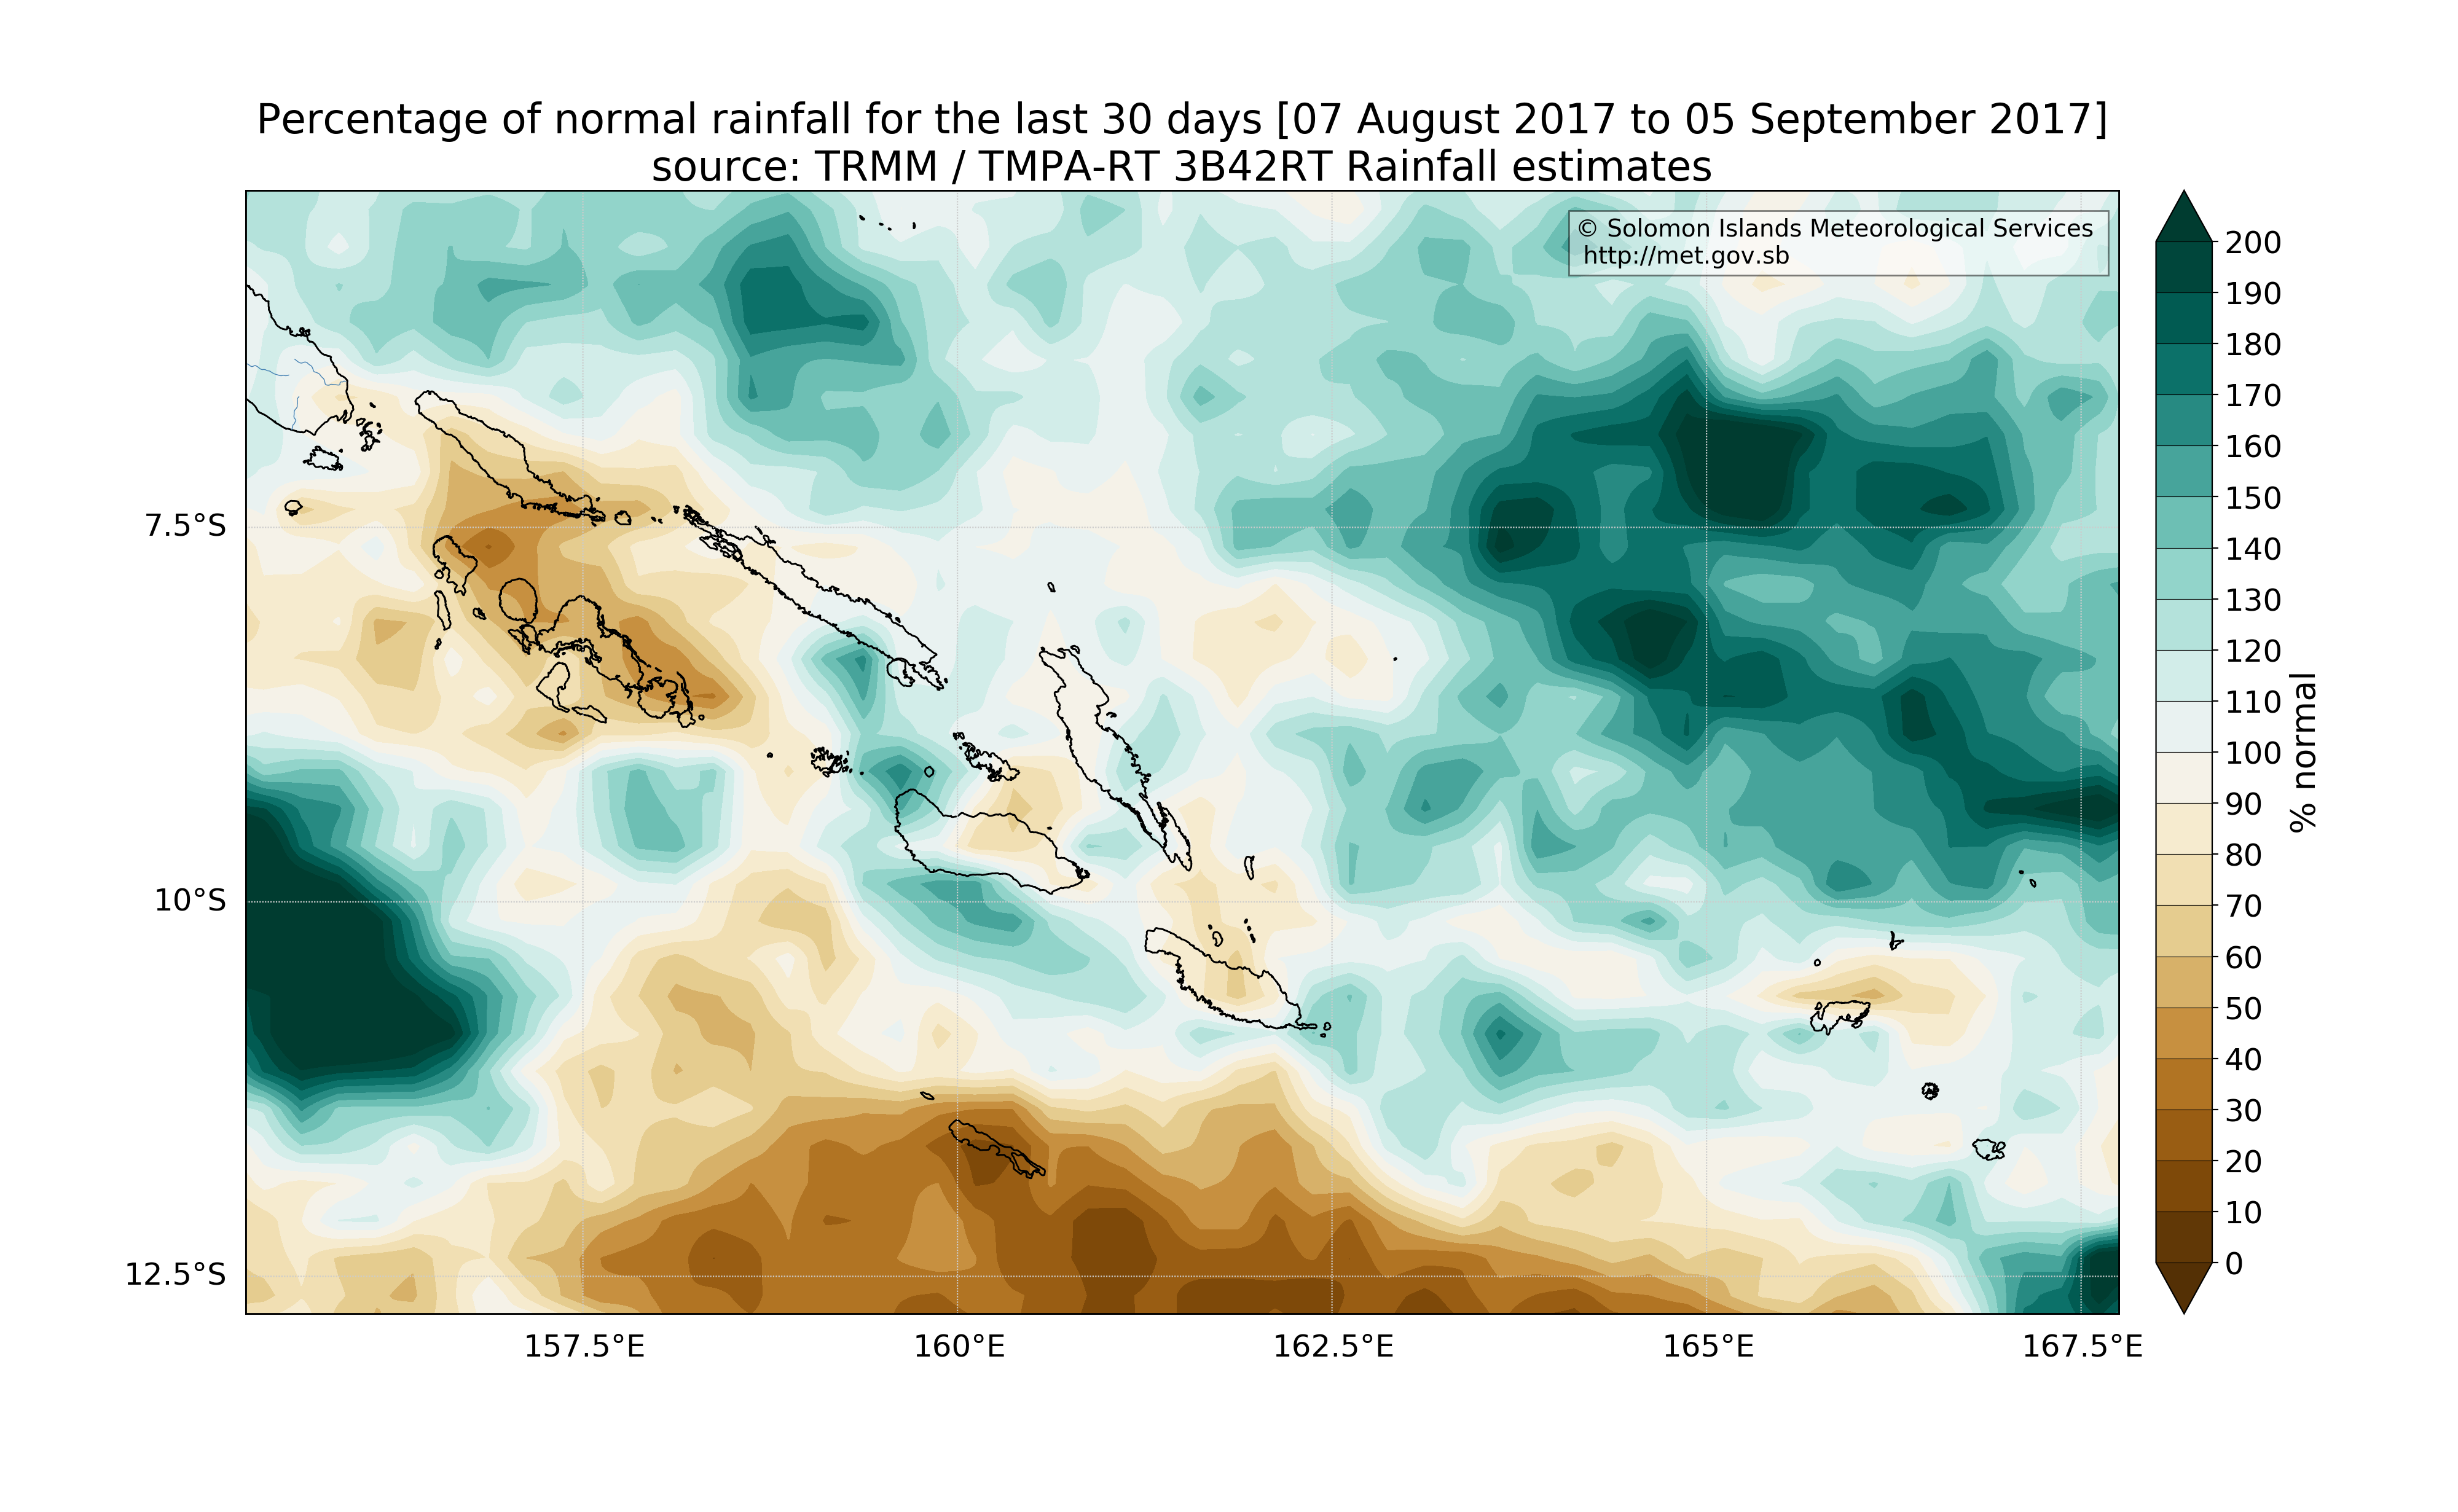 Percentage of normal rainfall for the last 30 days [07 August 2017 to 05 September 2017]
source: TRMM / TMPA-RT 3B42RT Rainfall estimates
© Solomon Islands Meteorological Services
http://met.gov.sb
7.5°S
10°S
12.5°S
157.5°E
160°E
162.5°E
165°E
167.5°E
200
190
180
170
160
150
140
130
120
110
100
90
80
70
60
50
40
30
20
10
0
% normal